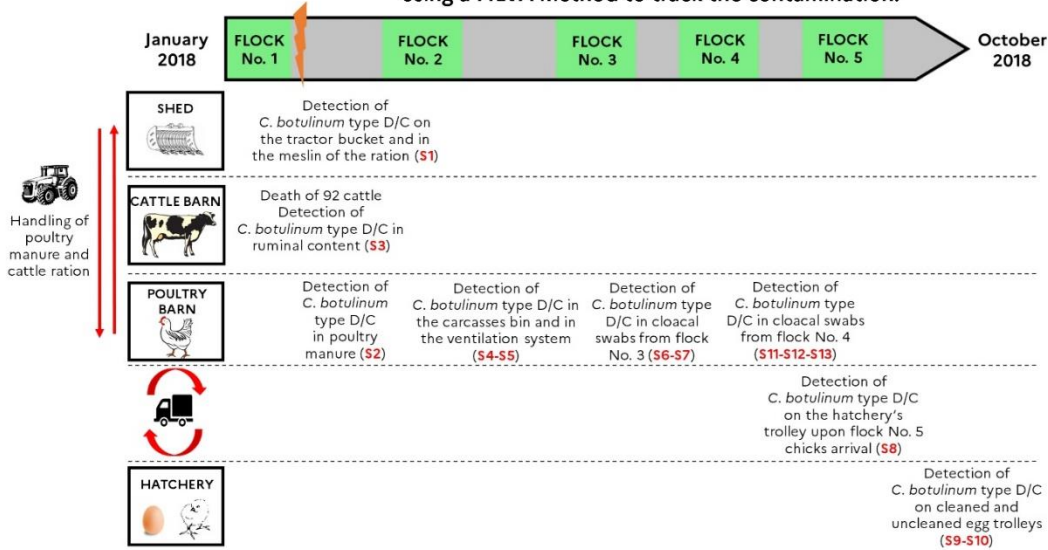 using a MLVA method to track the contamination.
January
2018
FLOCK
No. 1
FLOCK
No. 2
FLOCK
No. 3
FLOCK
No. 4
FLOCK
No. 5
October
2018
SHED
Detection of
C. botulinum type D/C on
the tractor bucket and in
the meslin of the ration (S1)
Handling of
poultry
manure and
cattle ration
CATTLE BARN
Death of 92 cattle
Detection of
C. botulinum type D/C in
ruminal content (S3)
POULTRY
BARN
Detection of
C. botulinum
type D/C
in poultry
manure (S2)
Detection of
C. botulinum type D/C in
the carcasses bin and in
the ventilation system
(S4-S5)
Detection of
C. botulinum type
D/C in cloacal
swabs from flock
No. 3 (S6-S7)
Detection of
C. botulinum type
D/C in cloacal swabs
from flock No. 4
(S11-S12-S13)
Detection of
C. botulinum type D/C
on the hatchery's
trolley upon flock No. 5
chicks arrival (S8)
HATCHERY
Detection of
C. botulinum type D/C
on cleaned and
uncleaned egg trolleys
(S9-S10)